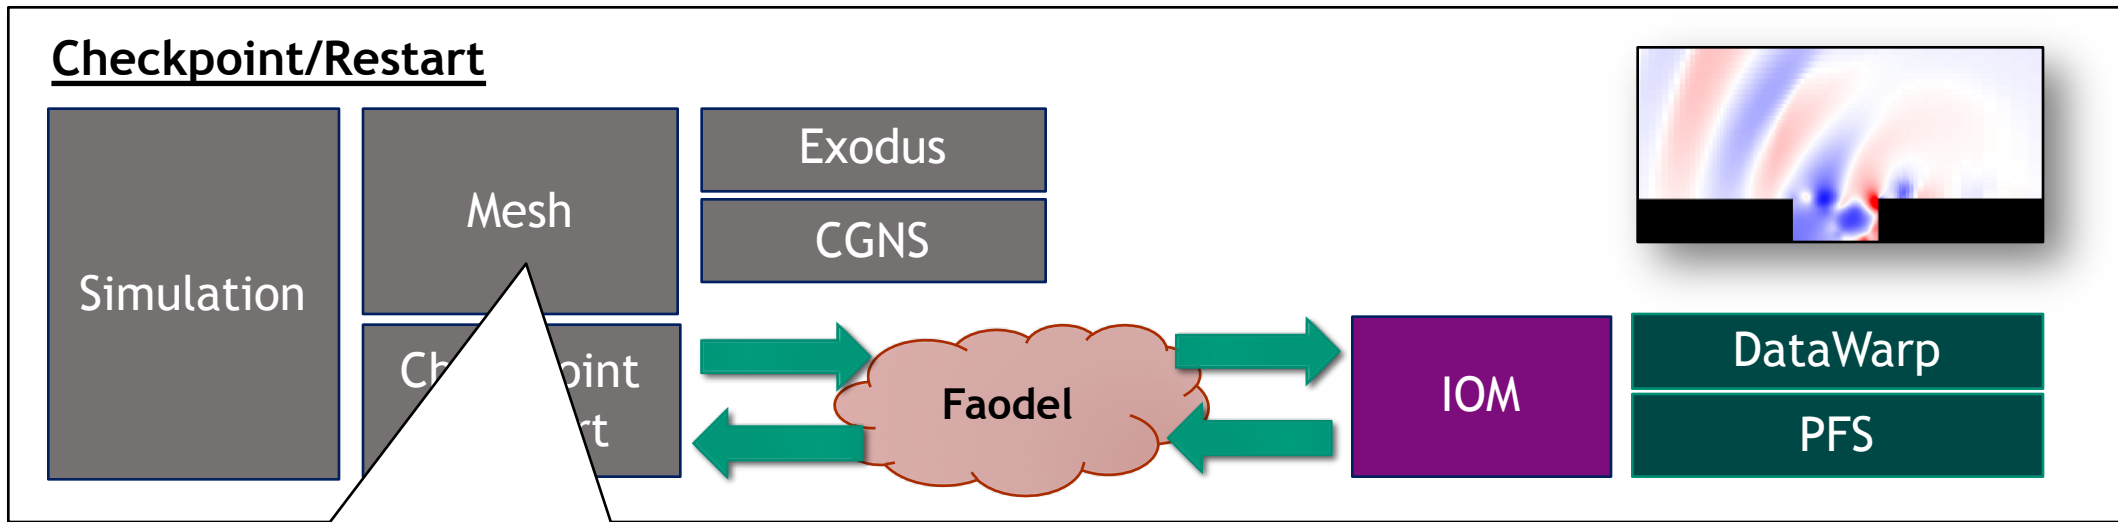 Checkpoint/Restart
Simulation
Mesh
Exodus
CGNS
Faodel
IOM
DataWarp
PFS